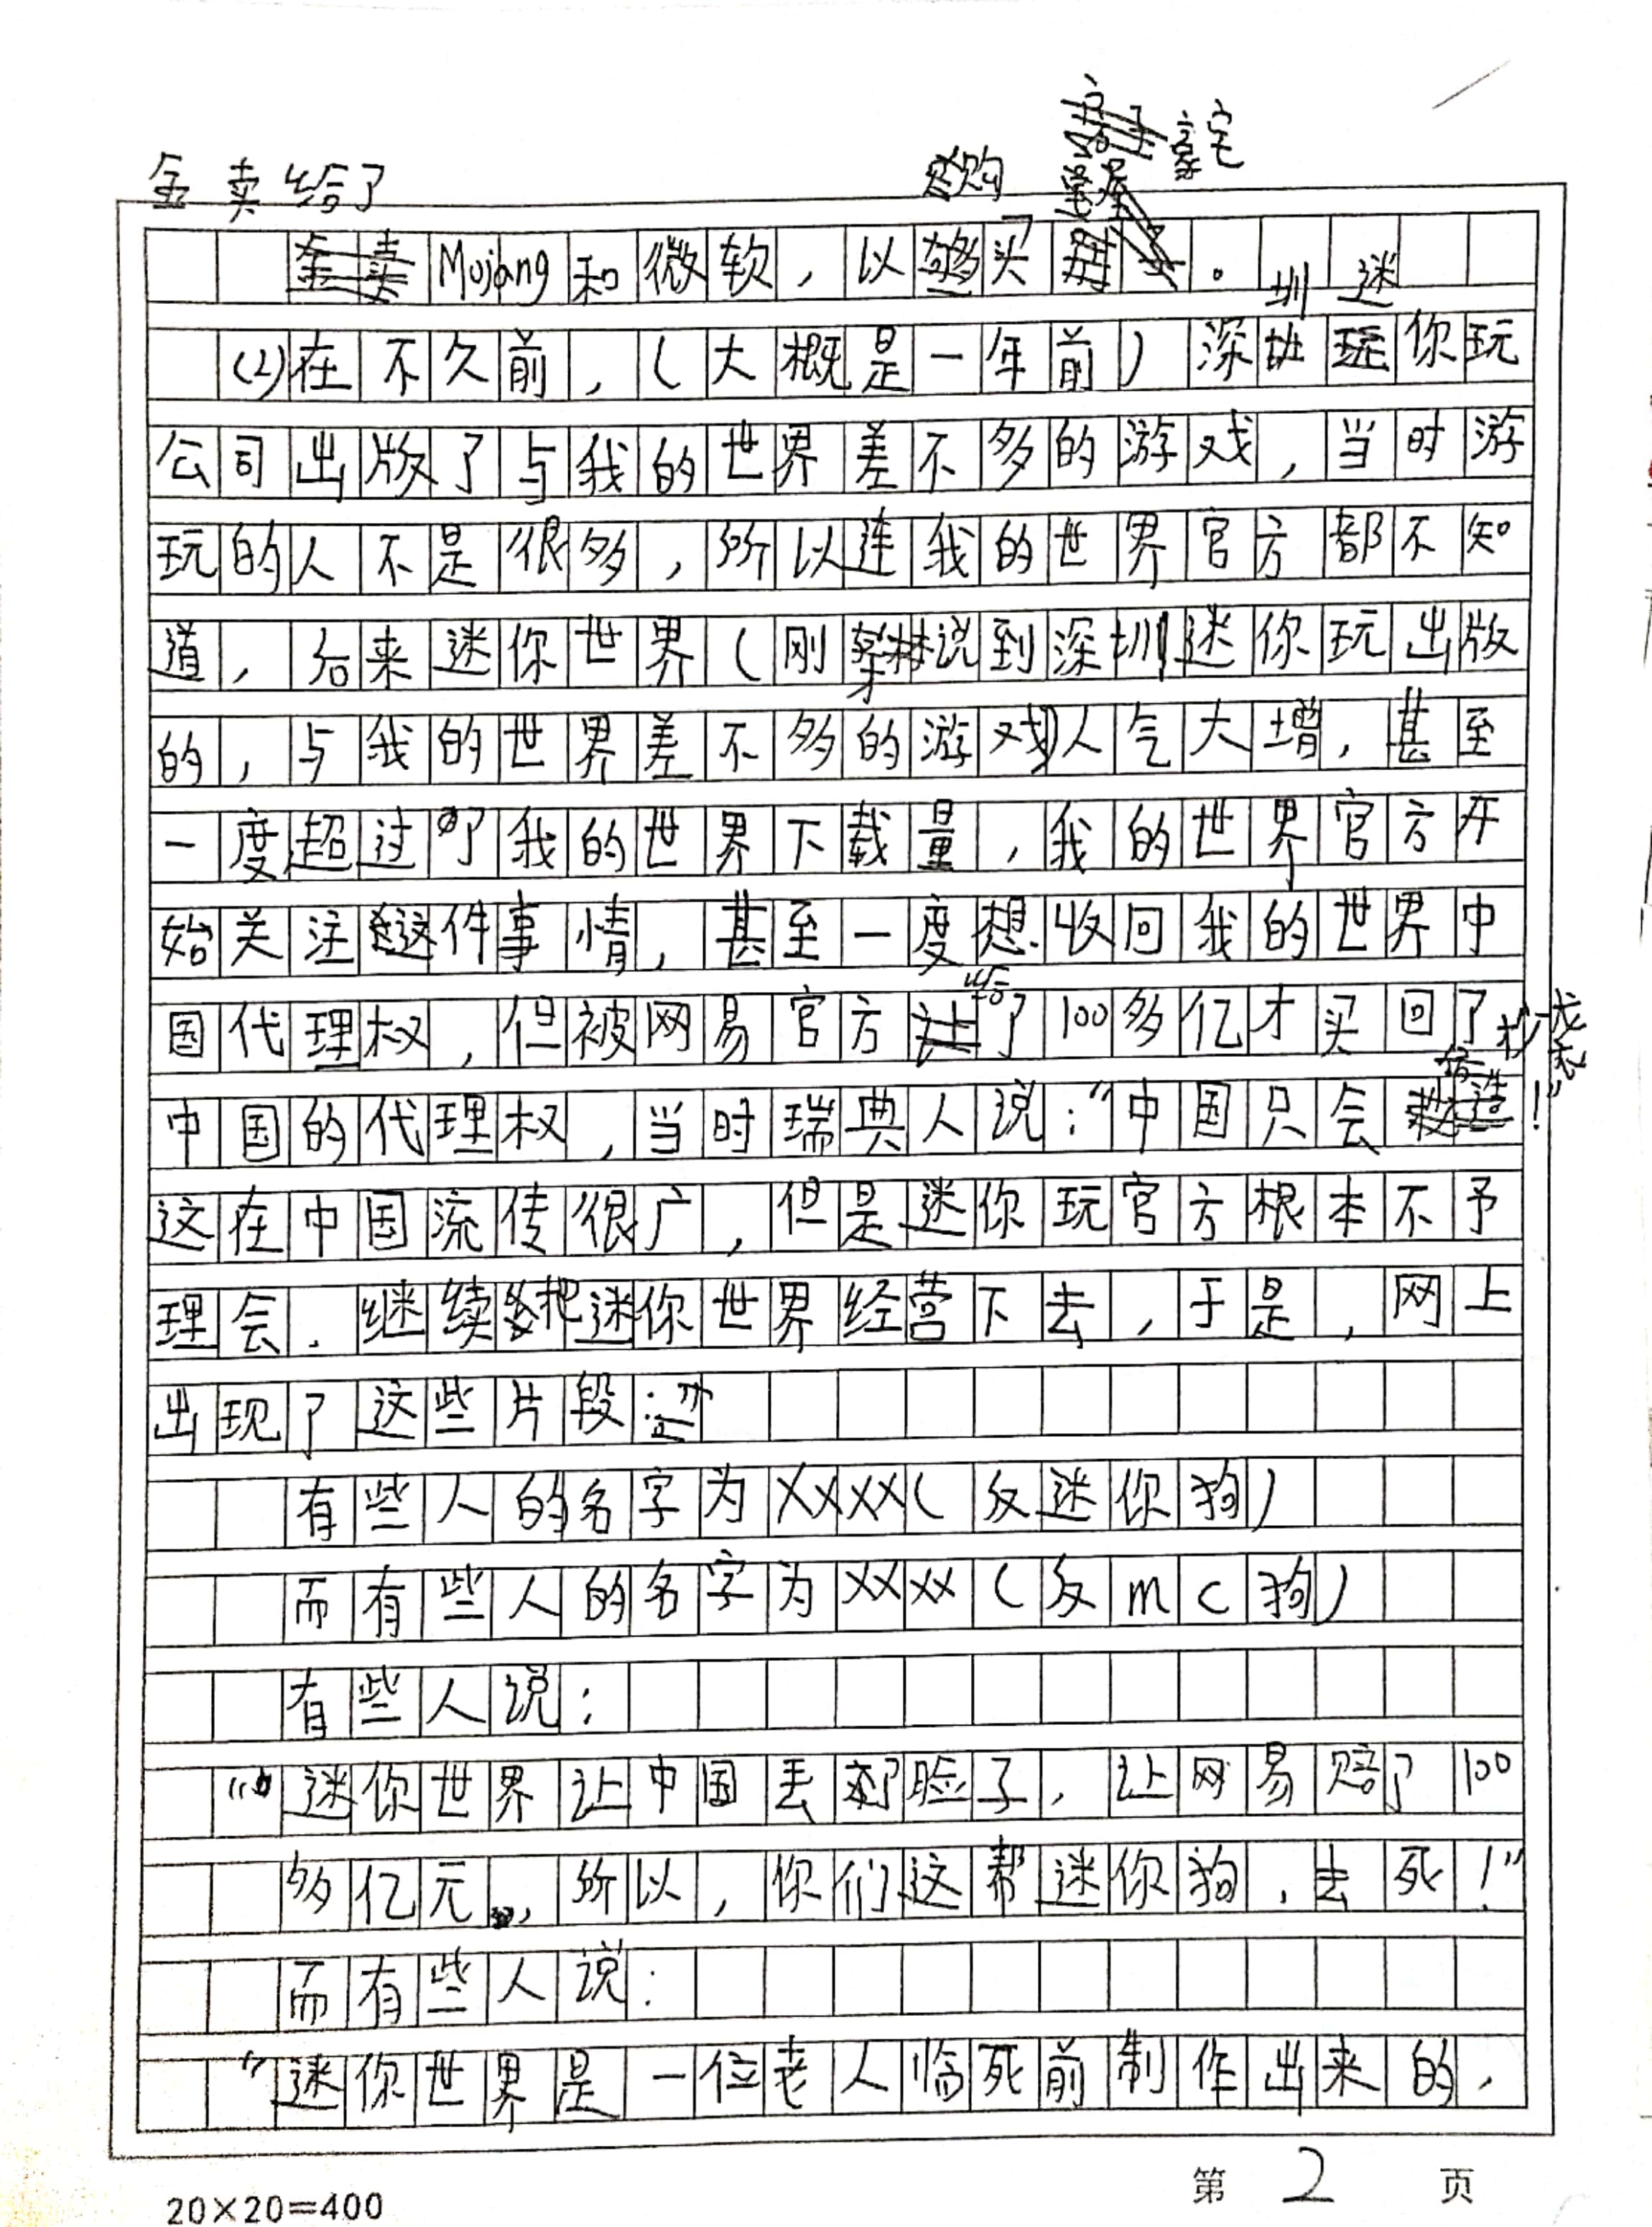 豪宅
金卖给了 购
Mojang和微软，以买。
圳迷
(2)在不久前，（大概是一年前）深你玩
公司出版了与我的世界差不多的游戏，当时游
玩的人不是很多，所以连我的世界官方都不知
道，后来迷你世界（刚说到深圳迷你玩出版
的，与我的世界差不多的游戏）人气大增，甚至
一度超过了我的世界下载量，我的世界官方开
始关注这件事情，甚至一度想收回我的世界中
给
国代理权，但被网易官方了100多亿才买回了
中国的代理权，当时瑞典人说：“中国只会抄袭！”
这在中国流传很广，但是迷你玩官方根本不予
理会．继续把迷你世界经营下去，于是，网上
出现了这些片段：
有些人的名字为XXXX（反迷你狗）
而有些人的名字为XXXX（反mc狗）
有些人说：
“迷你世界让中国丢了脸子．让网易赔了100
多亿元，所以，你们这帮迷你狗，去死！”
而有些人说：
“迷你世界是一位老人临死前制作出来的，
第2页
20×20=400